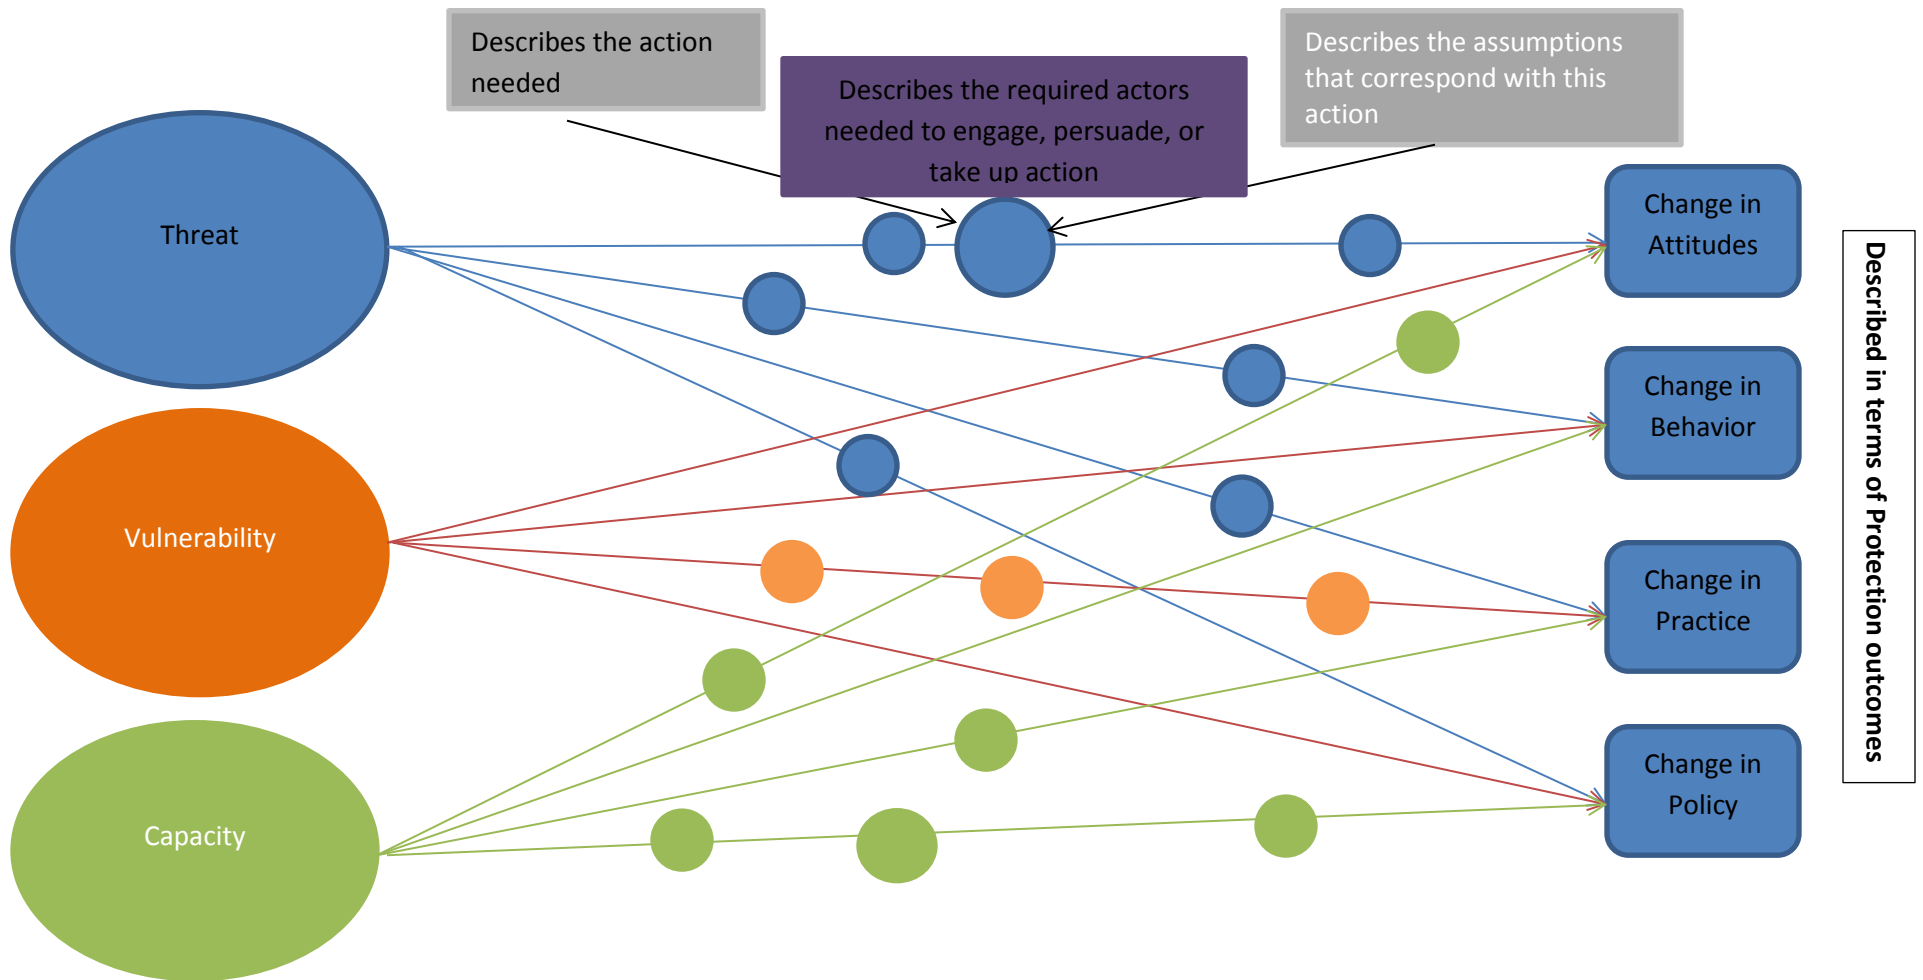 Describes the action
needed
Describes the required actors
needed to engage, persuade, or
take up action
Describes the assumptions
that correspond with this
action
Threat
Vulnerability
Capacity
Change in
Attitudes
Change in
Behavior
Change in
Practice
Change in
Policy
Described in terms of Protection outcomes